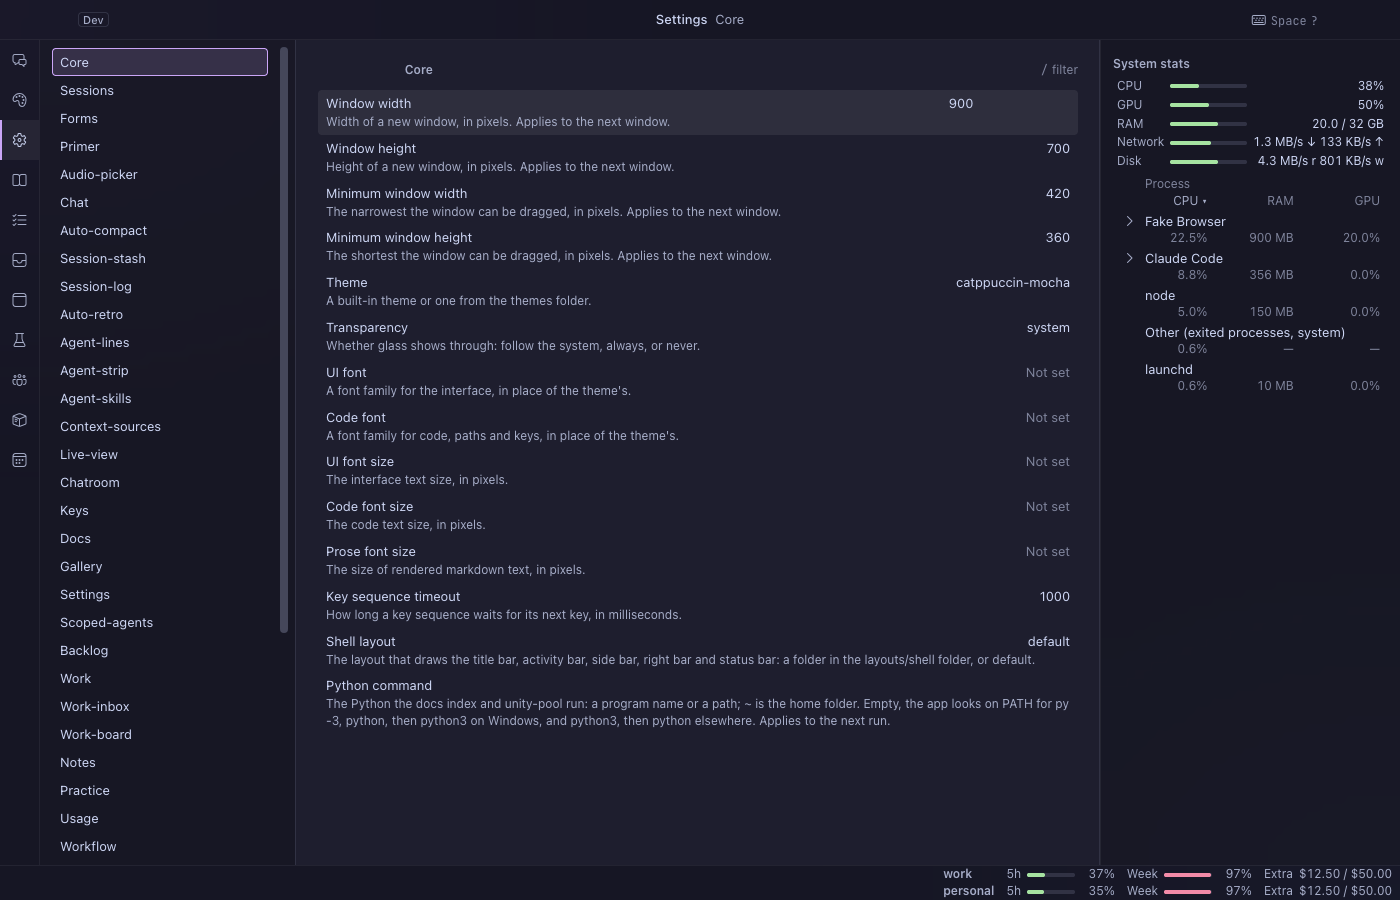 Dev
Settings Core
Space ?
Core
Sessions
Forms
Primer
Audio-picker
Chat
Auto-compact
Session-stash
Session-log
Auto-retro
Agent-lines
Agent-strip
Agent-skills
Context-sources
Live-view
Chatroom
Keys
Docs
Gallery
Settings
Scoped-agents
Backlog
Work
Work-inbox
Work-board
Notes
Practice
Usage
Workflow
Core / filter
Window width 900
Width of a new window, in pixels. Applies to the next window.
Window height 700
Height of a new window, in pixels. Applies to the next window.
Minimum window width 420
The narrowest the window can be dragged, in pixels. Applies to the next window.
Minimum window height 360
The shortest the window can be dragged, in pixels. Applies to the next window.
Theme catppuccin-mocha
A built-in theme or one from the themes folder.
Transparency system
Whether glass shows through: follow the system, always, or never.
UI font Not set
A font family for the interface, in place of the theme's.
Code font Not set
A font family for code, paths and keys, in place of the theme's.
UI font size Not set
The interface text size, in pixels.
Code font size Not set
The code text size, in pixels.
Prose font size Not set
The size of rendered markdown text, in pixels.
Key sequence timeout 1000
How long a key sequence waits for its next key, in milliseconds.
Shell layout default
The layout that draws the title bar, activity bar, side bar, right bar and status bar: a folder in the layouts/shell folder, or default.
Python command
The Python the docs index and unity-pool run: a program name or a path; ~ is the home folder. Empty, the app looks on PATH for py
-3, python, then python3 on Windows, and python3, then python elsewhere. Applies to the next run.
System stats
CPU 38%
GPU 50%
RAM 20.0 / 32 GB
Network 1.3 MB/s ↓ 133 KB/s ↑
Disk 4.3 MB/s r 801 KB/s w
Process
CPU ▾ RAM GPU
Fake Browser
22.5% 900 MB 20.0%
Claude Code
8.8% 356 MB 0.0%
node
5.0% 150 MB 0.0%
Other (exited processes, system)
0.6% — —
launchd
0.6% 10 MB 0.0%
work 5h 37% Week 97% Extra $12.50 / $50.00
personal 5h 35% Week 97% Extra $12.50 / $50.00